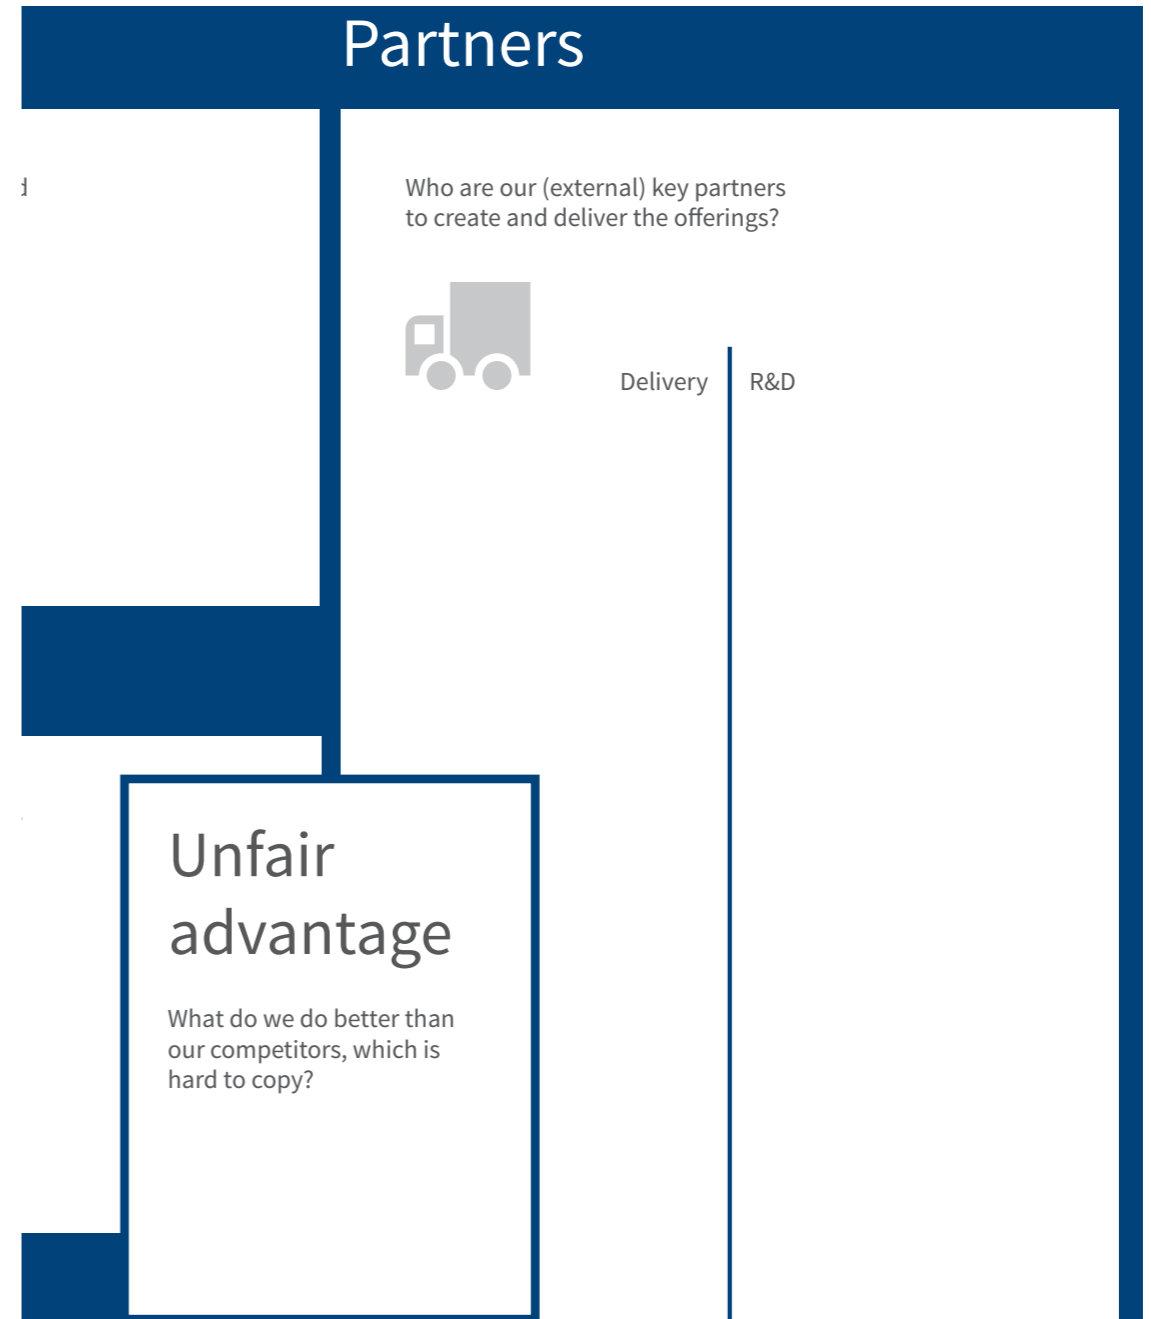 Partners
Who are our (external) key partners
to create and deliver the offerings?
Delivery
R&D
Unfair
advantage
What do we do better than
our competitors, which is
hard to copy?